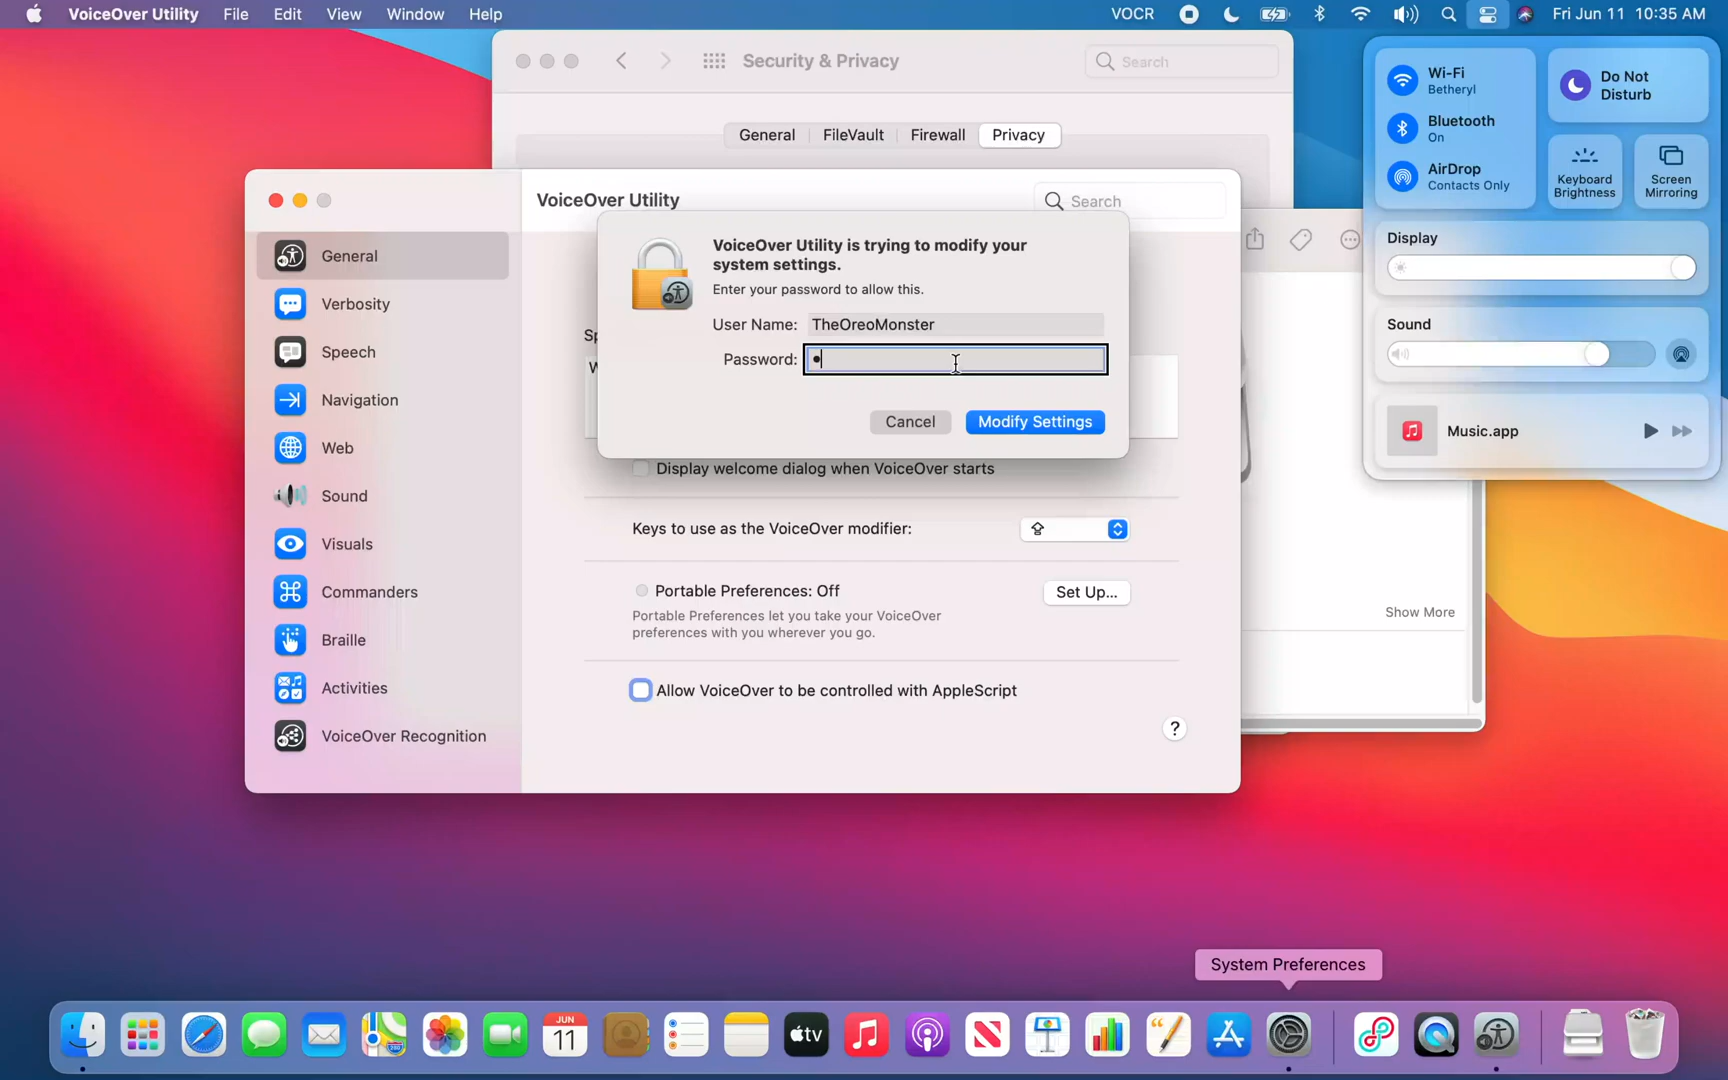 VoiceOver Utility File Edit View Window Help VOCR Fri Jun 11 10:35 AM
Security & Privacy
Search
General FileVault Firewall Privacy
Wi-Fi
Betheryl
Bluetooth
On
AirDrop
Contacts Only
Do Not
Disturb
Keyboard
Brightness
Screen
Mirroring
Display
Sound
Music.app
VoiceOver Utility
Search
General
Verbosity
Speech
Navigation
Web
Sound
Visuals
Commanders
Braille
Activities
VoiceOver Recognition
VoiceOver Utility is trying to modify your
system settings.
Enter your password to allow this.
User Name: TheOreoMonster
Password: •
Cancel Modify Settings
Sp
W
Display welcome dialog when VoiceOver starts
Keys to use as the VoiceOver modifier: ⇪
Portable Preferences: Off
Set Up...
Portable Preferences let you take your VoiceOver
preferences with you wherever you go.
Allow VoiceOver to be controlled with AppleScript
?
Show More
System Preferences
JUN
11
tv